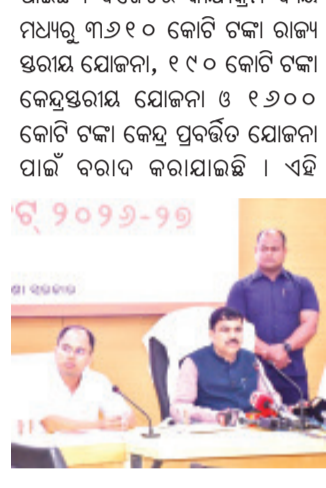 ମଧ୍ୟରୁ ୩୬୧୦ କୋଟି ଟଙ୍କା ରାଜ୍ୟ
ସ୍ତରୀୟ ଯୋଜନା, ୧୯୦ କୋଟି ଟଙ୍କା
କେନ୍ଦ୍ରସ୍ତରୀୟ ଯୋଜନା ଓ ୧୬୦୦
କୋଟି ଟଙ୍କା କେନ୍ଦ୍ର ପ୍ରବର୍ତ୍ତିତ ଯୋଜନା
ପାଇଁ ବରାଦ କରାଯାଇଛି । ଏହି
୨୦୨୬-୨୭
ସରକାର